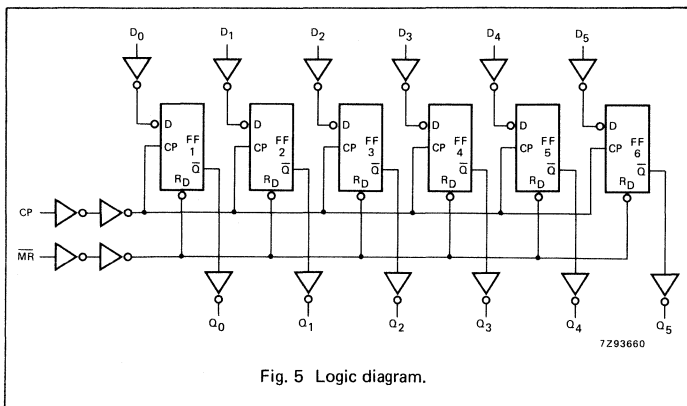 D0 D1 D2 D3 D4 D5
D D D D D D
FF 1 FF 2 FF 3 FF 4 FF 5 FF 6
CP CP CP CP CP CP
Q̅ Q̅ Q̅ Q̅ Q̅ Q̅
RD RD RD RD RD RD
CP
M̅R̅
Q0 Q1 Q2 Q3 Q4 Q5
7Z93660
Fig. 5 Logic diagram.